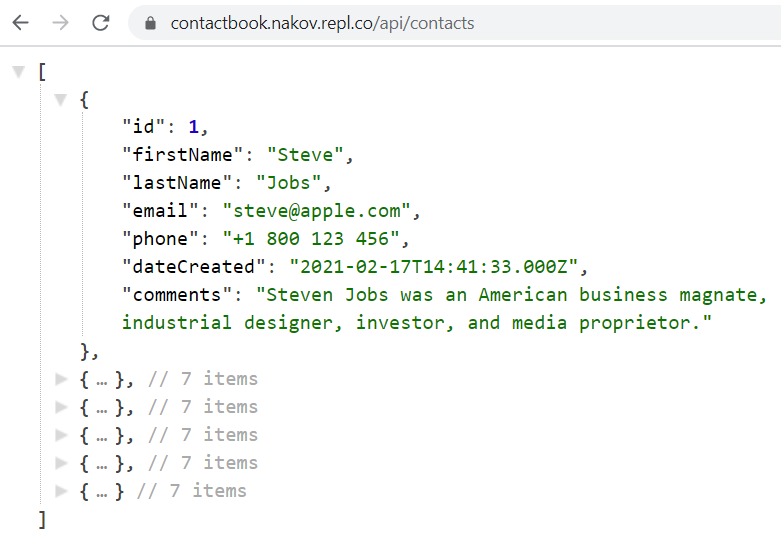 contactbook.nakov.repl.co/api/contacts
[
{
"id": 1,
"firstName": "Steve",
"lastName": "Jobs",
"email": "steve@apple.com",
"phone": "+1 800 123 456",
"dateCreated": "2021-02-17T14:41:33.000Z",
"comments": "Steven Jobs was an American business magnate,
industrial designer, investor, and media proprietor."
},
{ … }, // 7 items
{ … }, // 7 items
{ … }, // 7 items
{ … }, // 7 items
{ … } // 7 items
]